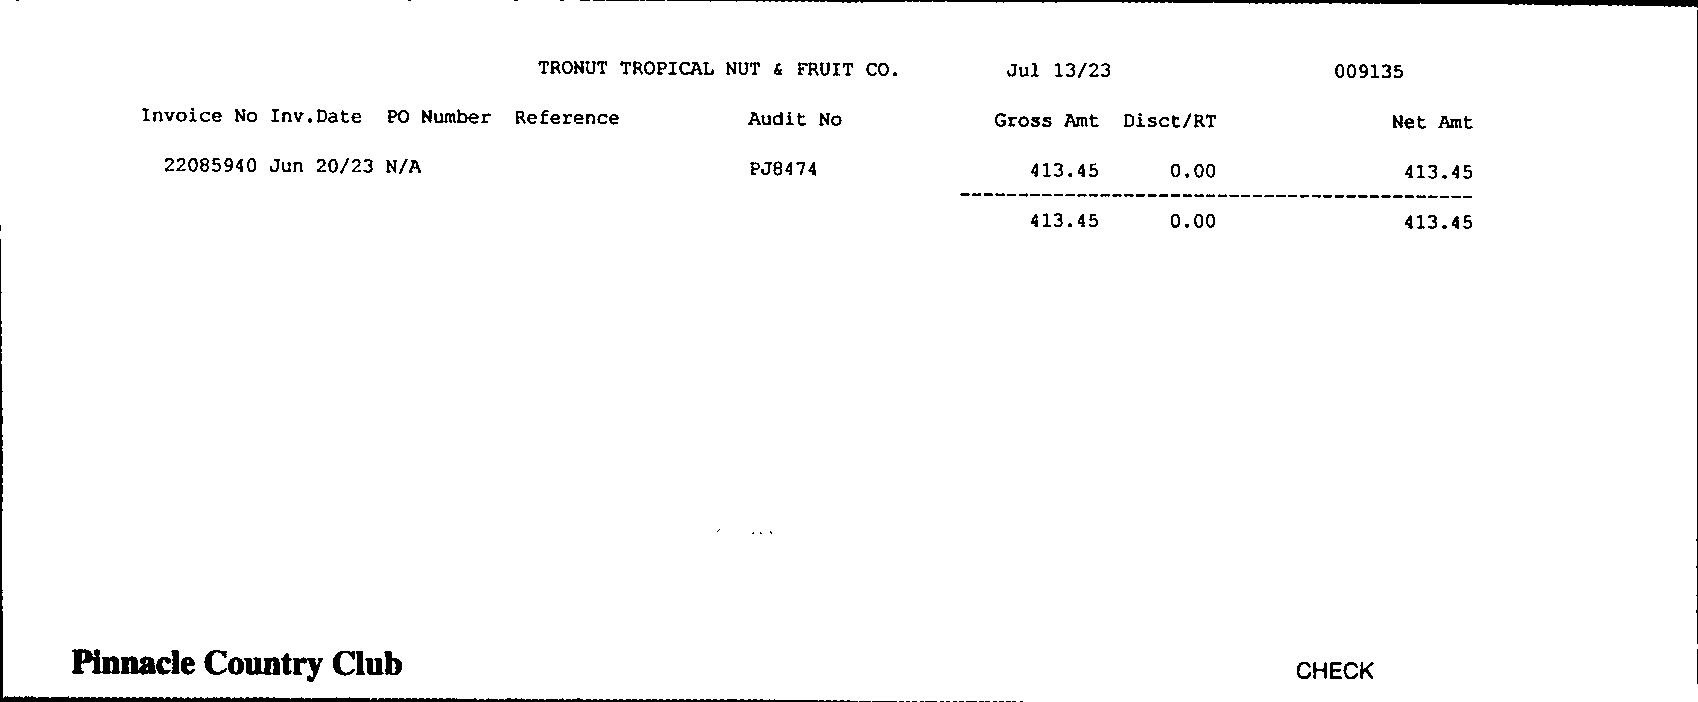 TRONUT TROPICAL NUT & FRUIT CO. Jul 13/23 009135
Invoice No Inv.Date PO Number Reference Audit No Gross Amt Disct/RT Net Amt
22085940 Jun 20/23 N/A PJ8474 413.45 0.00 413.45
413.45 0.00 413.45
Pinnacle Country Club CHECK